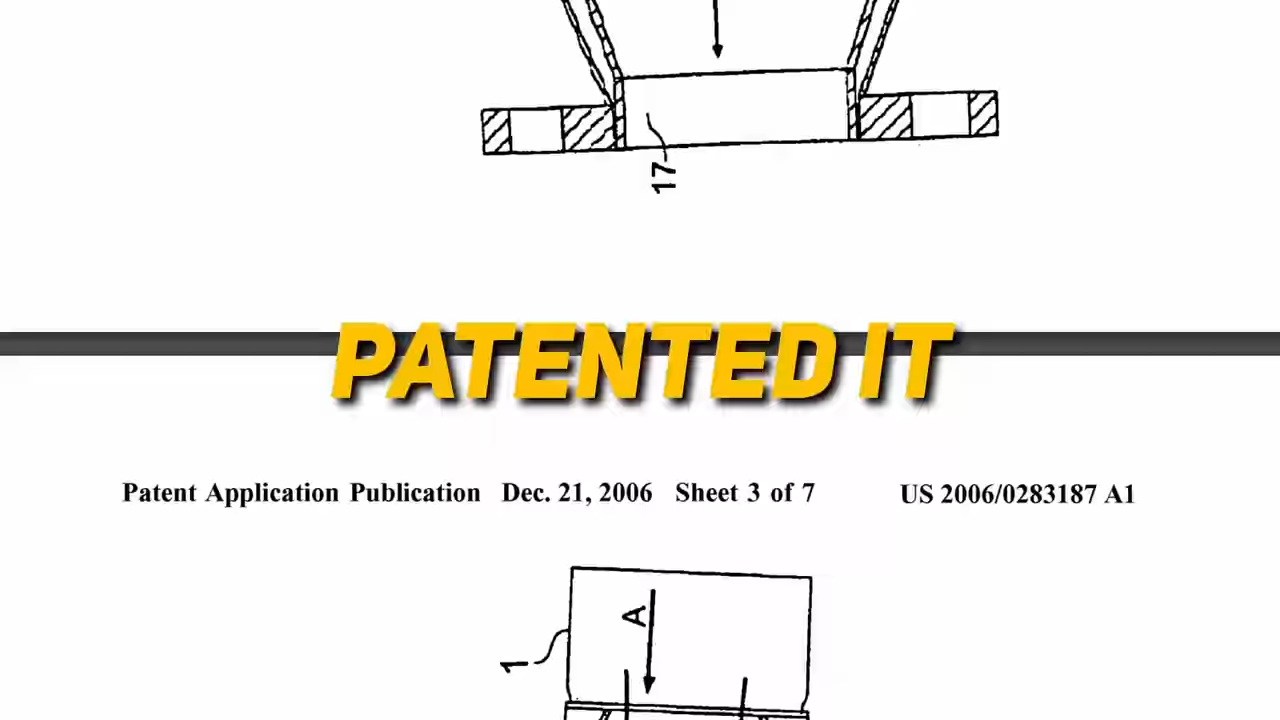 17
PATENTED IT
Patent Application Publication Dec. 21, 2006 Sheet 3 of 7 US 2006/0283187 A1
A
1